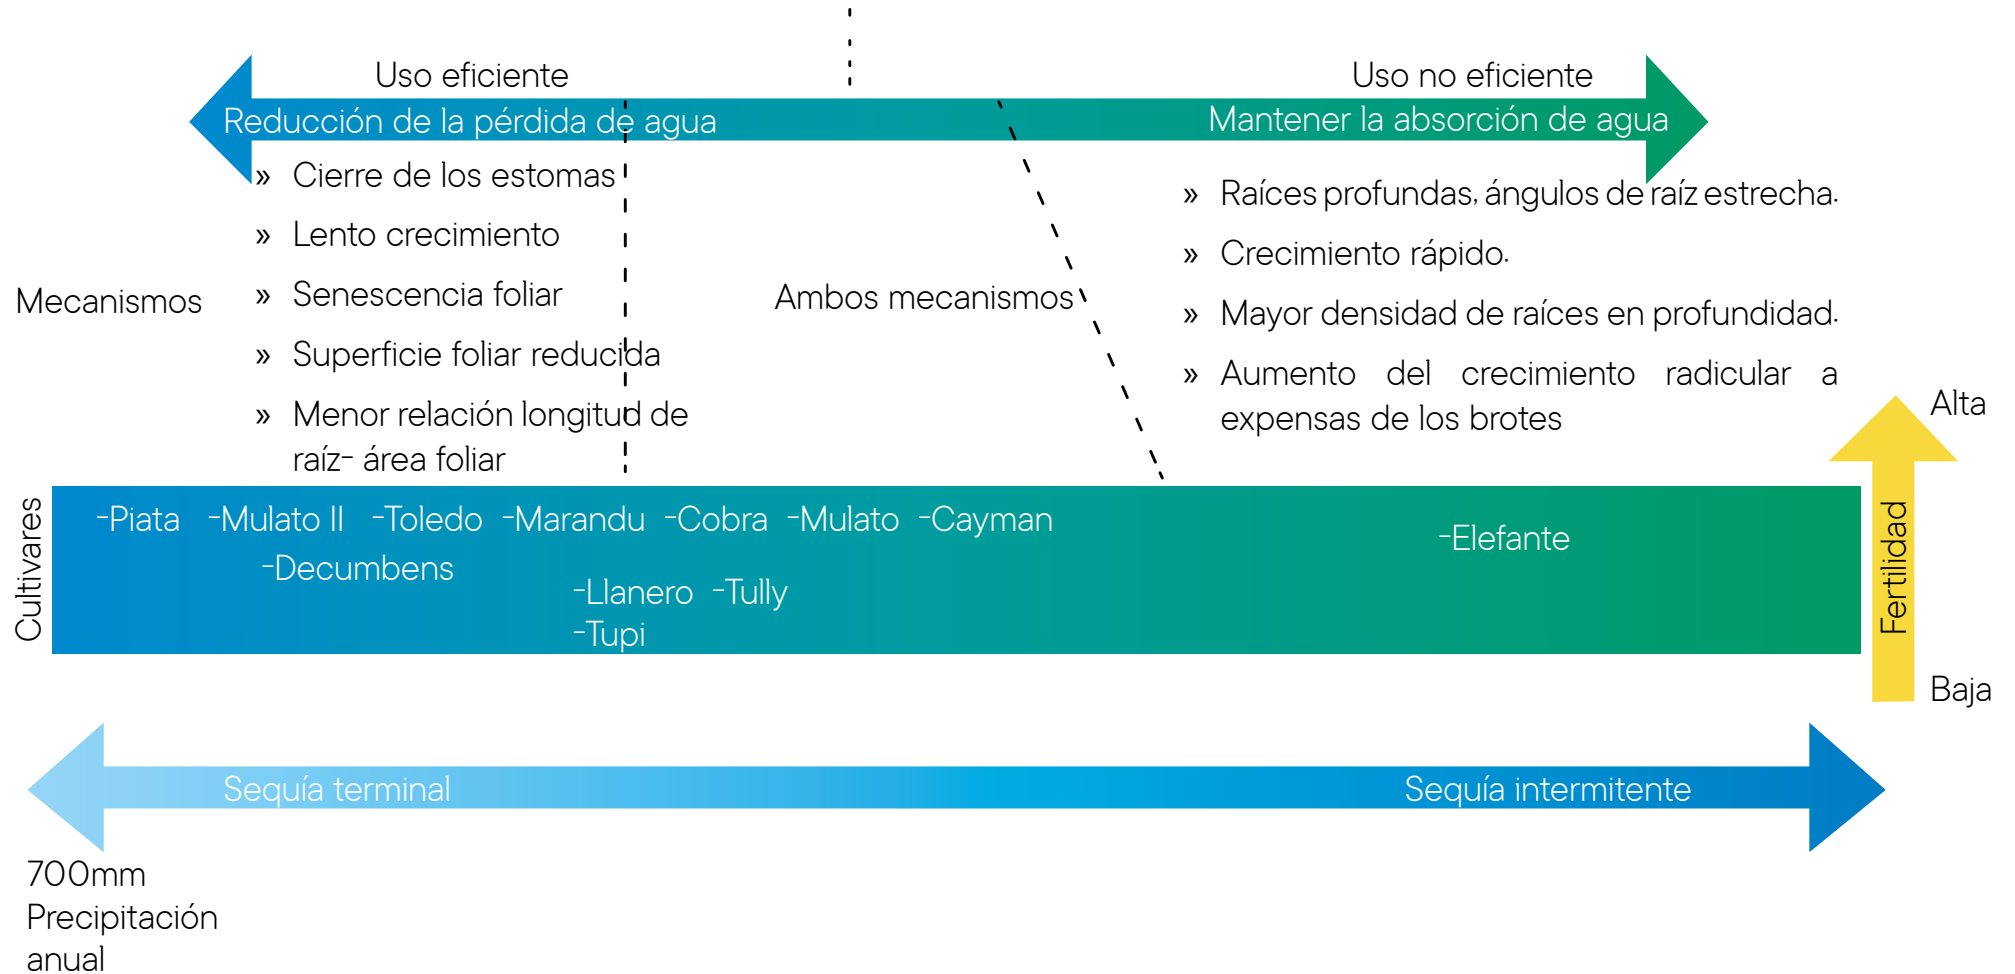 Uso eficiente
Uso no eficiente
Reducción de la pérdida de agua
Mantener la absorción de agua
Mecanismos
» Cierre de los estomas
» Lento crecimiento
» Senescencia foliar
» Superficie foliar reducida
» Menor relación longitud de
raíz- área foliar
Ambos mecanismos
» Raíces profundas, ángulos de raíz estrecha.
» Crecimiento rápido.
» Mayor densidad de raíces en profundidad.
» Aumento del crecimiento radicular a
expensas de los brotes
Cultivares
-Piata -Mulato II -Toledo -Marandu -Cobra -Mulato -Cayman
-Elefante
-Decumbens
-Llanero -Tully
-Tupi
Alta
Fertilidad
Baja
Sequía terminal
Sequía intermitente
700mm
Precipitación
anual